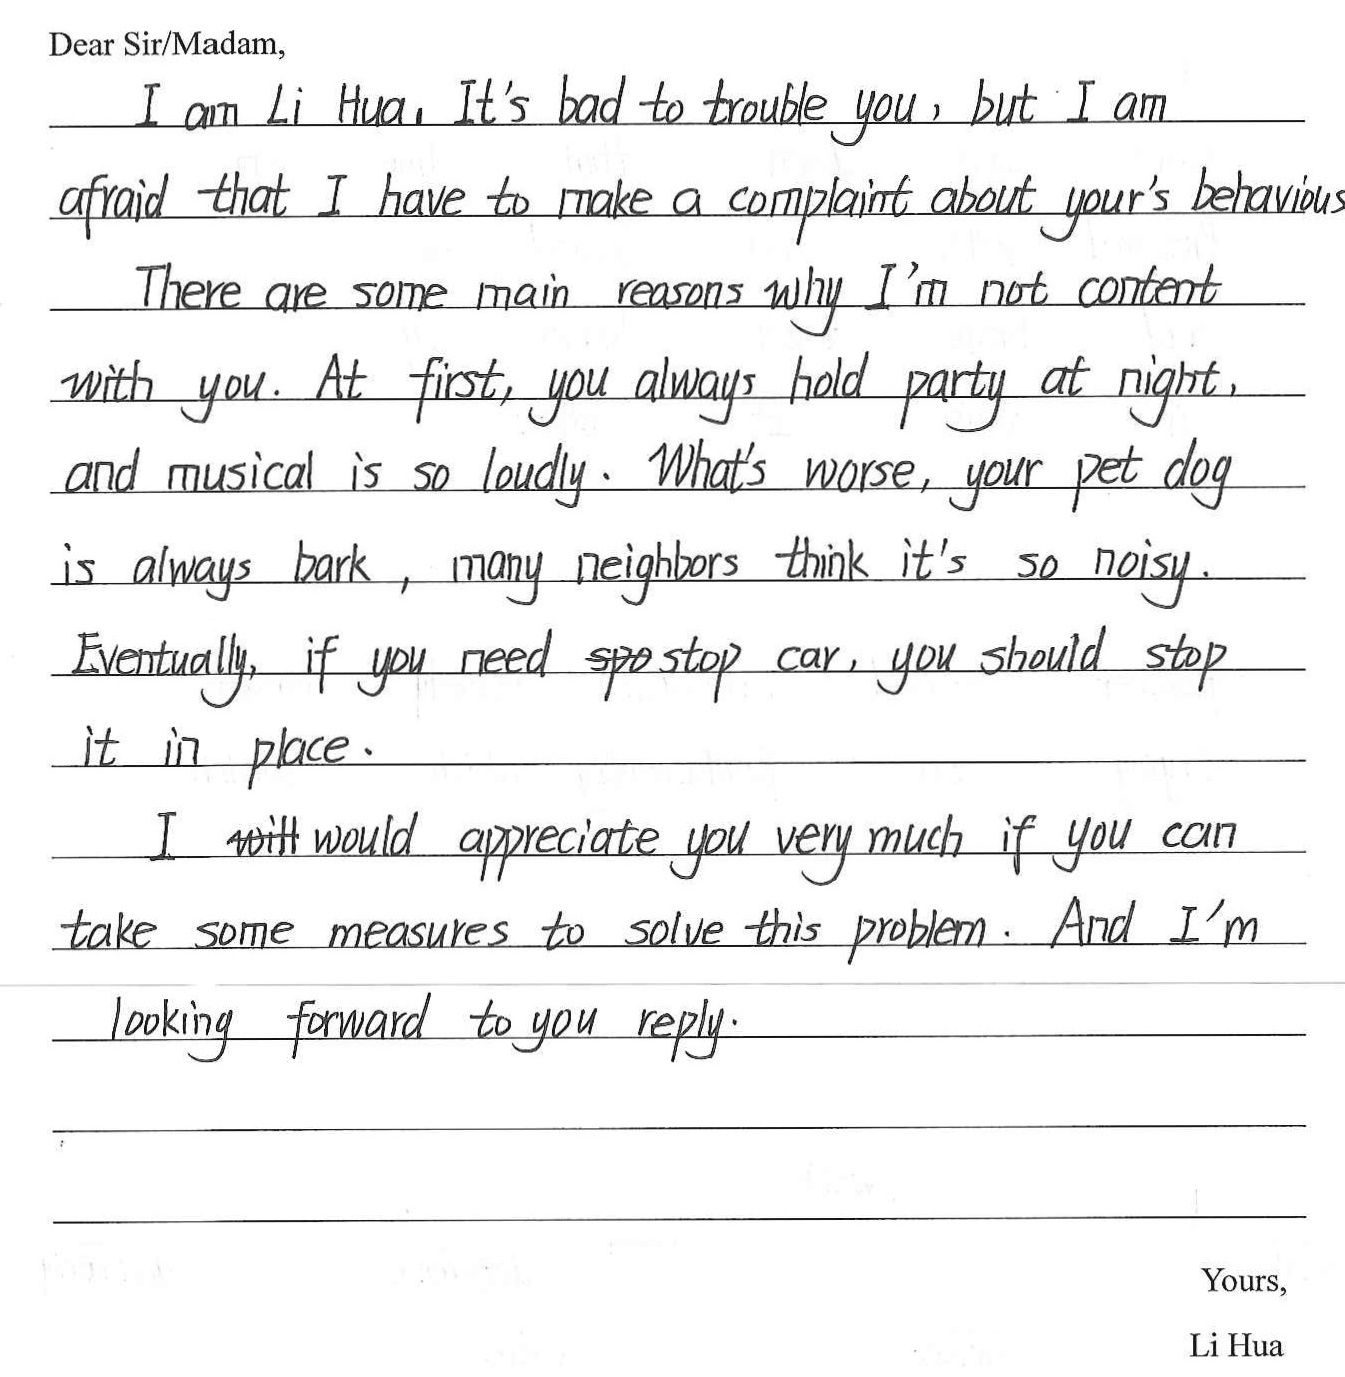 Dear Sir/Madam,
I am Li Hua. It's bad to trouble you, but I am
afraid that I have to make a complaint about your's behavious
There are some main reasons why I'm not content
with you. At first, you always hold party at night,
and musical is so loudly. What's worse, your pet dog
is always bark, many neighbors think it's so noisy.
Eventually, if you need spo stop car, you should stop
it in place.
I will would appreciate you very much if you can
take some measures to solve this problem. And I'm
looking forward to you reply.
Yours,
Li Hua